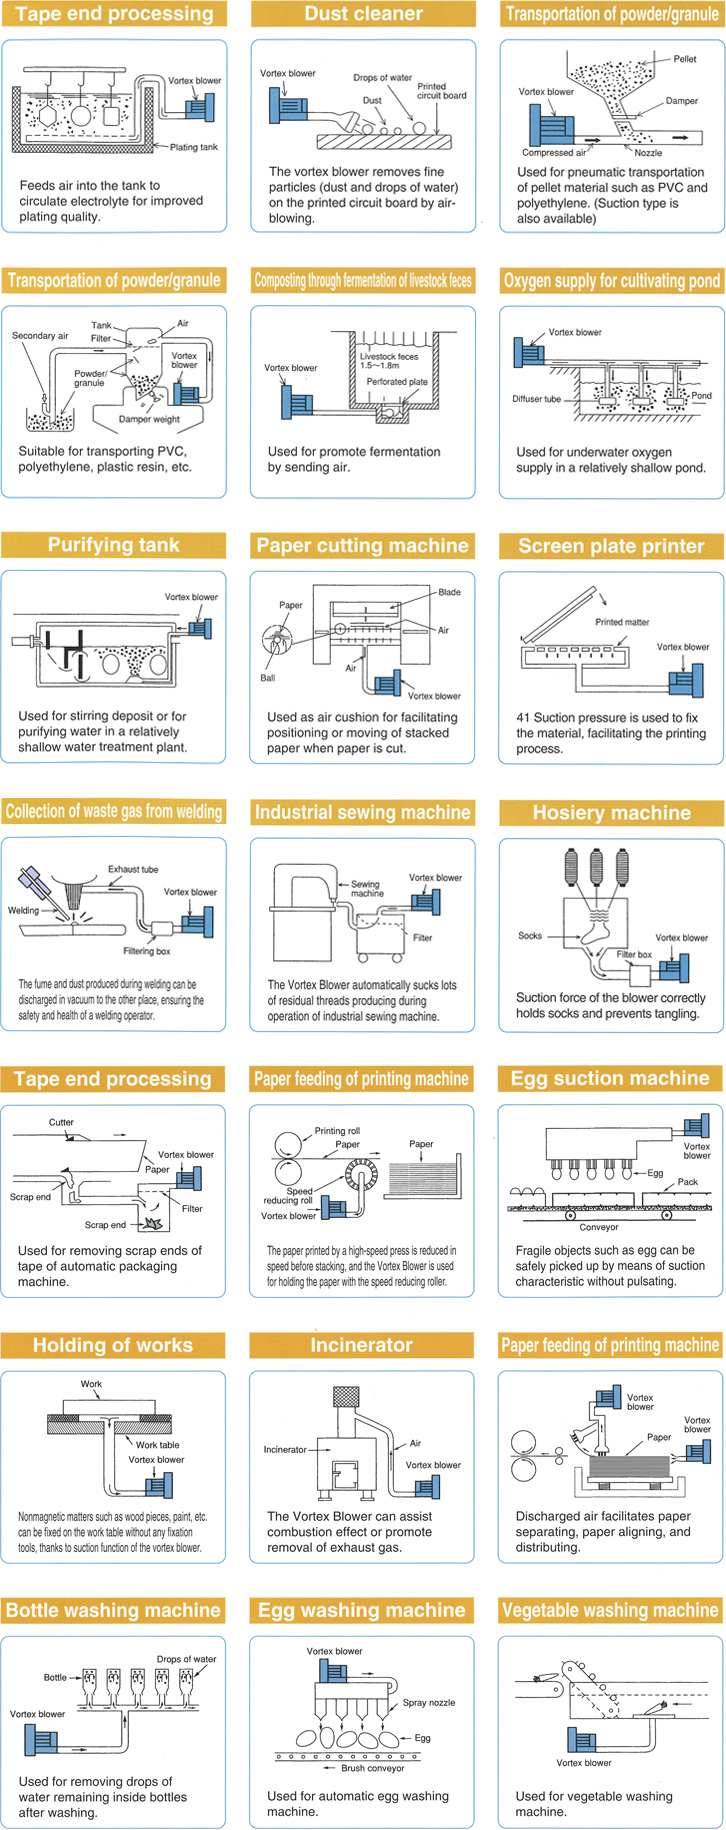 Tape end processing
Vortex blower
Plating tank
Feeds air into the tank to
circulate electrolyte for improved
plating quality.
Dust cleaner
Vortex blower
Drops of water
Dust
Printed
circuit board
The vortex blower removes fine
particles (dust and drops of water)
on the printed circuit board by air-
blowing.
Transportation of powder/granule
Pellet
Vortex blower
Damper
Compressed air
Nozzle
Used for pneumatic transportation
of pellet material such as PVC and
polyethylene. (Suction type is
also available)
Transportation of powder/granule
Tank
Air
Filter
Secondary air
Vortex
blower
Powder/
granule
Damper weight
Suitable for transporting PVC,
polyethylene, plastic resin, etc.
Composting through fermentation of livestock feces
Livestock feces
1.5~1.8m
Vortex blower
Perforated plate
Used for promote fermentation
by sending air.
Oxygen supply for cultivating pond
Vortex blower
Diffuser tube
Pond
Used for underwater oxygen
supply in a relatively shallow pond.
Purifying tank
Vortex blower
Used for stirring deposit or for
purifying water in a relatively
shallow water treatment plant.
Paper cutting machine
Blade
Paper
Air
Ball
Air
Vortex blower
Used as air cushion for facilitating
positioning or moving of stacked
paper when paper is cut.
Screen plate printer
Printed matter
Vortex blower
41 Suction pressure is used to fix
the material, facilitating the printing
process.
Collection of waste gas from welding
Exhaust tube
Vortex blower
Welding
Filtering box
The fume and dust produced during welding can be
discharged in vacuum to the other place, ensuring the
safety and health of a welding operator.
Industrial sewing machine
Vortex blower
Sewing
machine
Filter
The Vortex Blower automatically sucks lots
of residual threads producing during
operation of industrial sewing machine.
Hosiery machine
Socks
Vortex blower
Filter box
Suction force of the blower correctly
holds socks and prevents tangling.
Tape end processing
Cutter
Vortex blower
Paper
Scrap end
Filter
Scrap end
Used for removing scrap ends of
tape of automatic packaging
machine.
Paper feeding of printing machine
Printing roll
Paper
Paper
Speed
reducing roll
Vortex blower
The paper printed by a high-speed press is reduced in
speed before stacking, and the Vortex Blower is used
for holding the paper with the speed reducing roller.
Egg suction machine
Vortex
blower
Egg
Pack
Conveyor
Fragile objects such as egg can be
safely picked up by means of suction
characteristic without pulsating.
Holding of works
Work
Work table
Vortex blower
Nonmagnetic matters such as wood pieces, paint, etc.
can be fixed on the work table without any fixation
tools, thanks to suction function of the vortex blower.
Incinerator
Incinerator
Air
Vortex blower
The Vortex Blower can assist
combustion effect or promote
removal of exhaust gas.
Paper feeding of printing machine
Vortex
blower
Vortex
blower
Paper
Discharged air facilitates paper
separating, paper aligning, and
distributing.
Bottle washing machine
Drops of water
Bottle
Vortex blower
Used for removing drops of
water remaining inside bottles
after washing.
Egg washing machine
Vortex blower
Spray nozzle
Egg
Brush conveyor
Used for automatic egg washing
machine.
Vegetable washing machine
Vortex blower
Used for vegetable washing
machine.